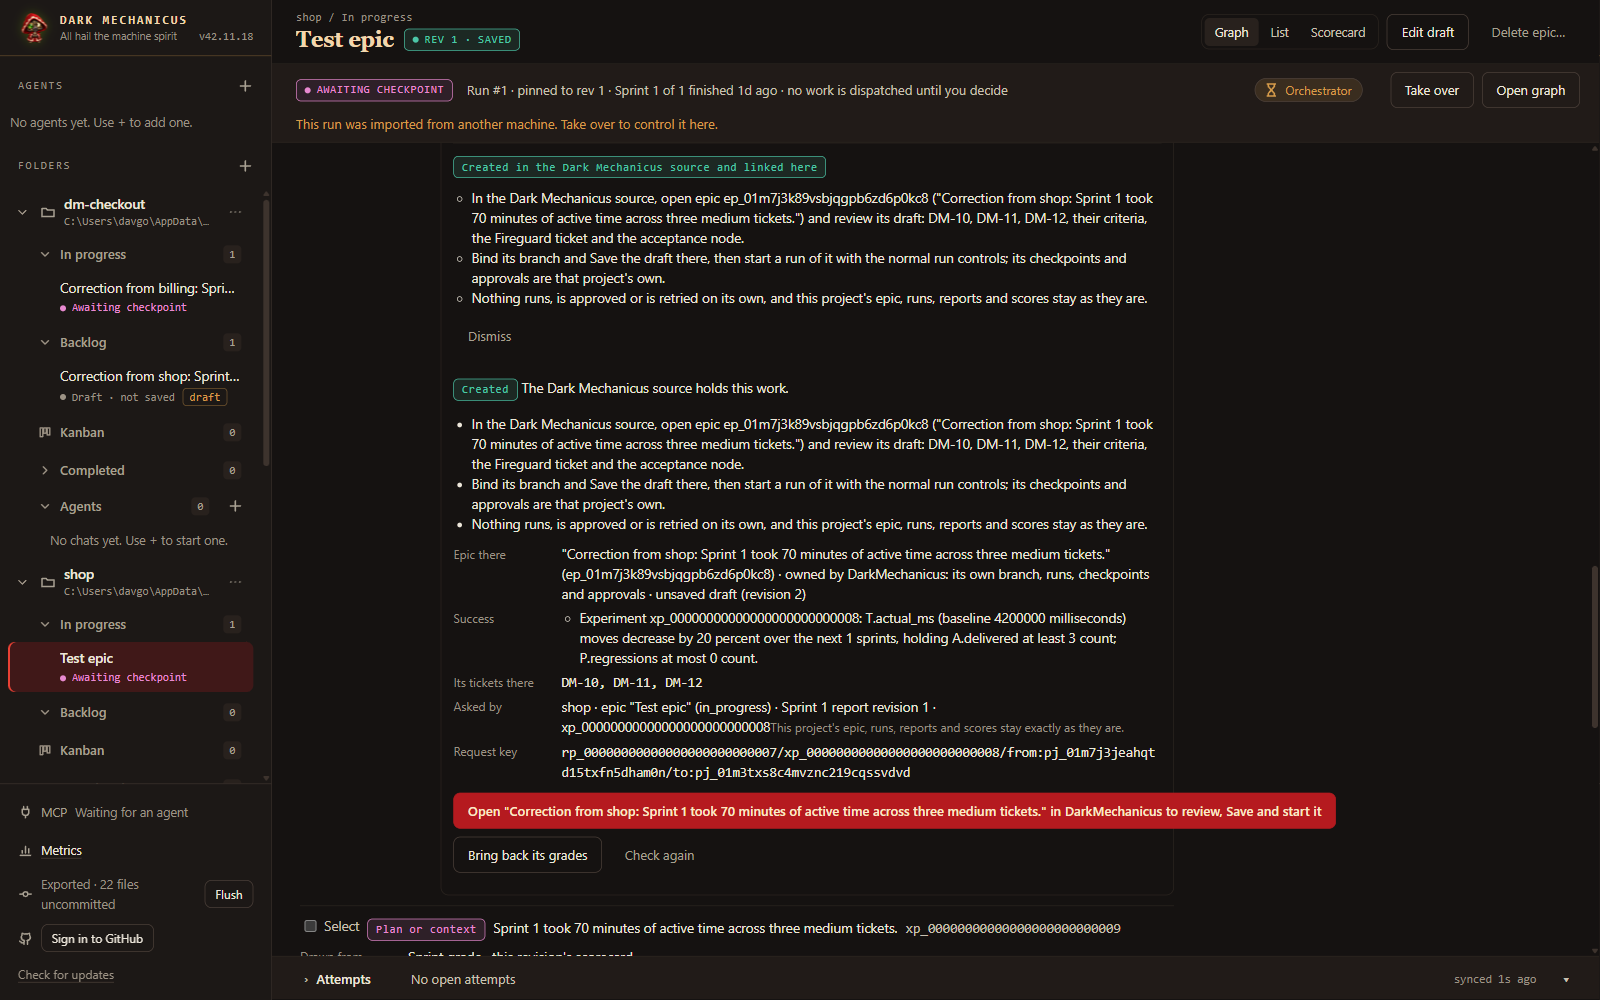 DARK MECHANICUS
All hail the machine spirit v42.11.18
AGENTS
No agents yet. Use + to add one.
FOLDERS
dm-checkout
C:\Users\davgo\AppData\...
In progress 1
Correction from billing: Spri...
Awaiting checkpoint
Backlog 1
Correction from shop: Sprint...
Draft · not saved draft
Kanban 0
Completed 0
Agents 0
No chats yet. Use + to start one.
shop
C:\Users\davgo\AppData\...
In progress 1
Test epic
Awaiting checkpoint
Backlog 0
Kanban 0
MCP Waiting for an agent
Metrics
Exported · 22 files
uncommitted
Flush
Sign in to GitHub
Check for updates
shop / In progress
Test epic REV 1 · SAVED
Graph List Scorecard Edit draft Delete epic...
AWAITING CHECKPOINT Run #1 · pinned to rev 1 · Sprint 1 of 1 finished 1d ago · no work is dispatched until you decide
Orchestrator Take over Open graph
This run was imported from another machine. Take over to control it here.
Created in the Dark Mechanicus source and linked here
In the Dark Mechanicus source, open epic ep_01m7j3k89vsbjqgpb6zd6p0kc8 ("Correction from shop: Sprint 1 took
70 minutes of active time across three medium tickets.") and review its draft: DM-10, DM-11, DM-12, their criteria,
the Fireguard ticket and the acceptance node.
Bind its branch and Save the draft there, then start a run of it with the normal run controls; its checkpoints and
approvals are that project's own.
Nothing runs, is approved or is retried on its own, and this project's epic, runs, reports and scores stay as they are.
Dismiss
Created The Dark Mechanicus source holds this work.
In the Dark Mechanicus source, open epic ep_01m7j3k89vsbjqgpb6zd6p0kc8 ("Correction from shop: Sprint 1 took
70 minutes of active time across three medium tickets.") and review its draft: DM-10, DM-11, DM-12, their criteria,
the Fireguard ticket and the acceptance node.
Bind its branch and Save the draft there, then start a run of it with the normal run controls; its checkpoints and
approvals are that project's own.
Nothing runs, is approved or is retried on its own, and this project's epic, runs, reports and scores stay as they are.
Epic there "Correction from shop: Sprint 1 took 70 minutes of active time across three medium tickets."
(ep_01m7j3k89vsbjqgpb6zd6p0kc8) · owned by DarkMechanicus: its own branch, runs, checkpoints
and approvals · unsaved draft (revision 2)
Success Experiment xp_00000000000000000000000008: T.actual_ms (baseline 4200000 milliseconds)
moves decrease by 20 percent over the next 1 sprints, holding A.delivered at least 3 count;
P.regressions at most 0 count.
Its tickets there DM-10, DM-11, DM-12
Asked by shop · epic "Test epic" (in_progress) · Sprint 1 report revision 1 ·
xp_00000000000000000000000008This project's epic, runs, reports and scores stay exactly as they are.
Request key rp_00000000000000000000000007/xp_00000000000000000000000008/from:pj_01m7j3jeahqt
d15txfn5dham0n/to:pj_01m3txs8c4mvznc219cqssvdvd
Open "Correction from shop: Sprint 1 took 70 minutes of active time across three medium tickets." in DarkMechanicus to review, Save and start it
Bring back its grades Check again
Select Plan or context Sprint 1 took 70 minutes of active time across three medium tickets. xp_00000000000000000000000009
Attempts No open attempts synced 1s ago